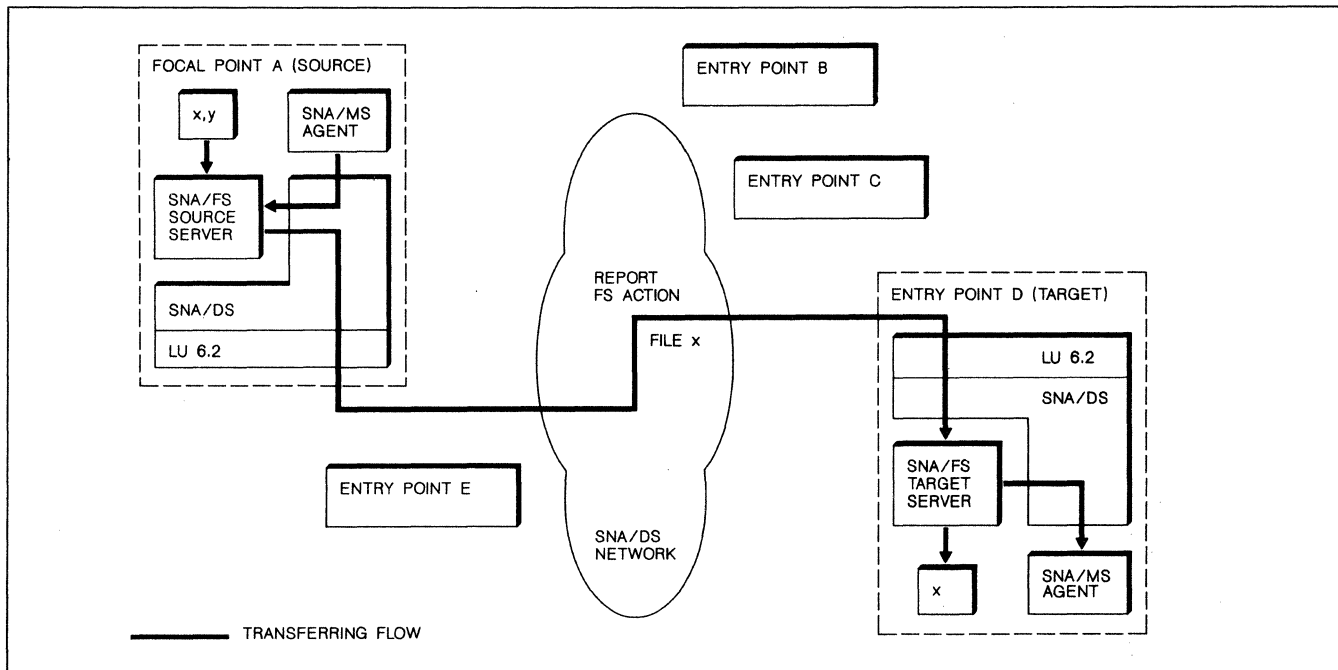 FOCAL POINT A (SOURCE)
x,y
SNA/MS
AGENT
SNA/FS
SOURCE
SERVER
SNA/DS
LU 6.2
ENTRY POINT B
ENTRY POINT C
REPORT
FS ACTION
FILE x
ENTRY POINT D (TARGET)
LU 6.2
SNA/DS
SNA/FS
TARGET
SERVER
x
SNA/MS
AGENT
ENTRY POINT E
SNA/DS
NETWORK
TRANSFERRING FLOW